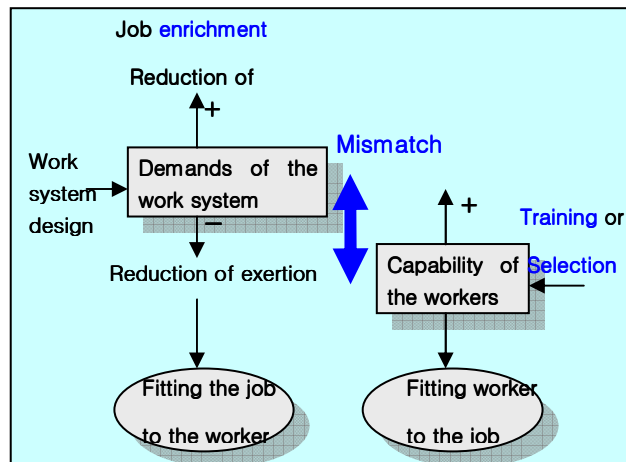 Job enrichment
Reduction of
+
Mismatch
Work
system
design
Demands of the
work system
−
Reduction of exertion
+
Training or
Selection
Capability of
the workers
Fitting the job
to the worker
Fitting worker
to the job